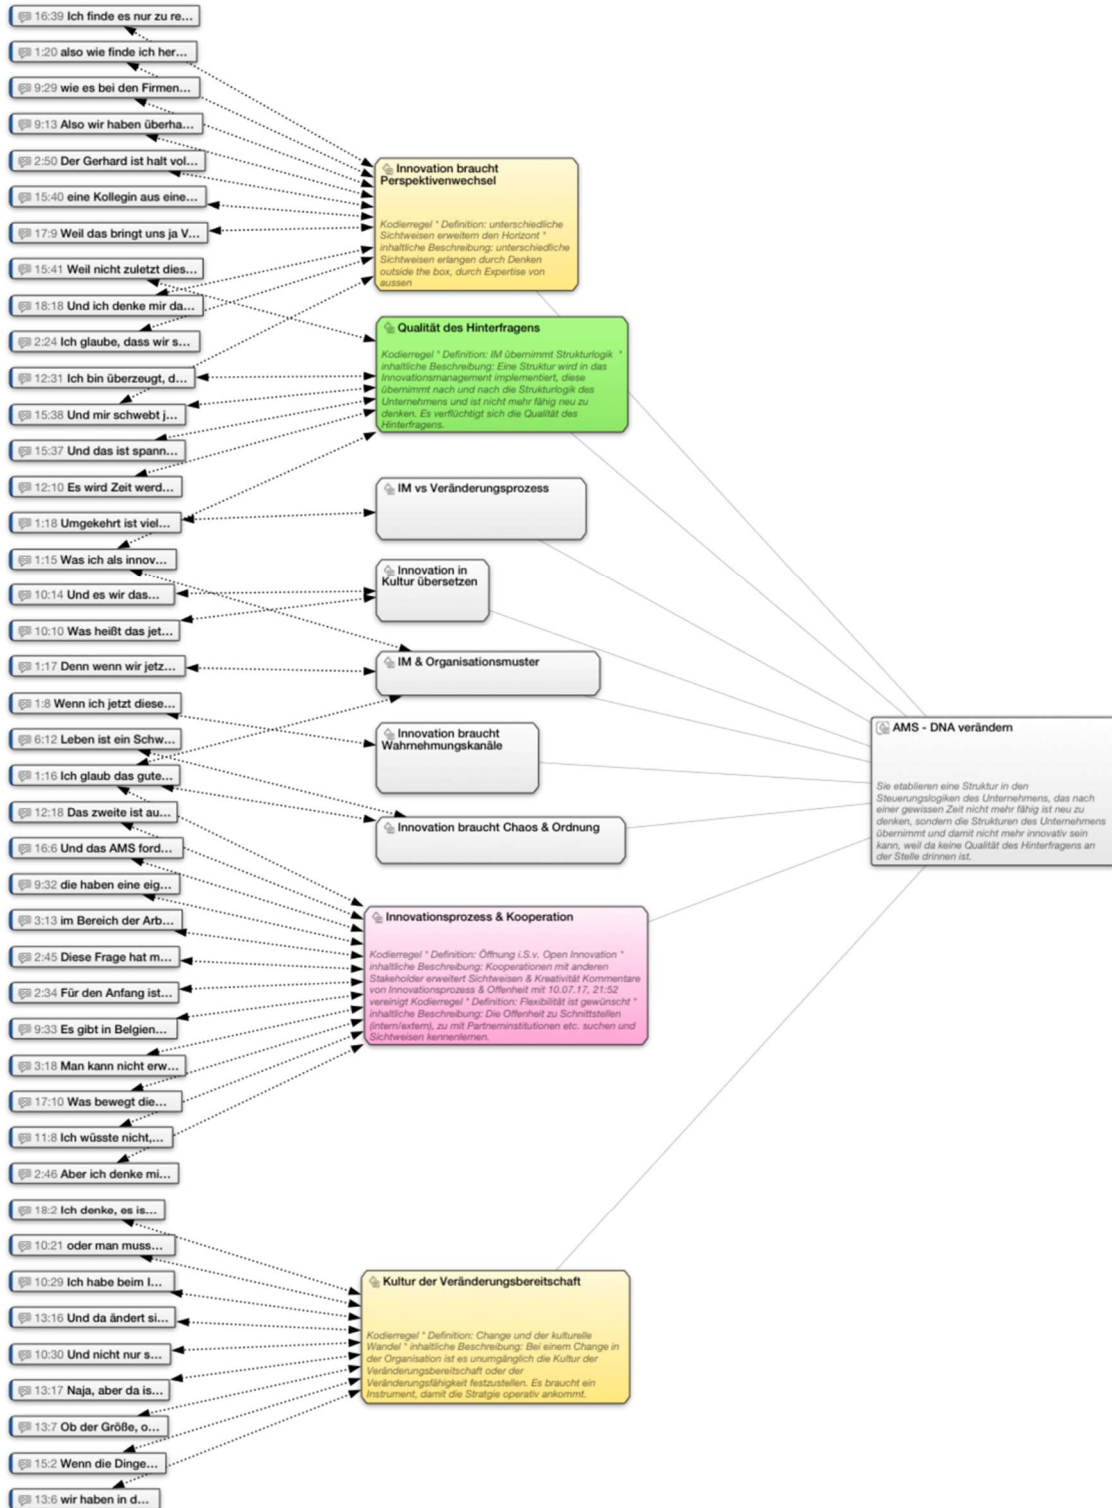 16:39 Ich finde es nur zu re...
1:20 also wie finde ich her...
9:29 wie es bei den Firmen...
9:13 Also wir haben überha...
2:50 Der Gerhard ist halt vol...
15:40 eine Kollegin aus eine...
17:9 Weil das bringt uns ja V...
15:41 Weil nicht zuletzt dies...
18:18 Und ich denke mir da...
2:24 Ich glaube, dass wir s...
12:31 Ich bin überzeugt, d...
15:38 Und mir schwebt j...
15:37 Und das ist spann...
12:10 Es wird Zeit werd...
1:18 Umgekehrt ist viel...
1:15 Was ich als innov...
10:14 Und es wir das...
10:10 Was heißt das jet...
1:17 Denn wenn wir jetz...
1:8 Wenn ich jetzt diese...
6:12 Leben ist ein Schw...
1:16 Ich glaub das gute...
12:18 Das zweite ist au...
16:6 Und das AMS ford...
9:32 die haben eine eig...
3:13 im Bereich der Arb...
2:45 Diese Frage hat m...
2:34 Für den Anfang ist...
9:33 Es gibt in Belgien...
3:18 Man kann nicht erw...
17:10 Was bewegt die...
11:8 Ich wüsste nicht,...
2:46 Aber ich denke mi...
18:2 Ich denke, es is...
10:21 oder man muss...
10:29 Ich habe beim I...
13:16 Und da ändert si...
10:30 Und nicht nur s...
13:17 Naja, aber da is...
13:7 Ob der Größe, o...
15:2 Wenn die Dinge...
13:6 wir haben in d...
Innovation braucht
Perspektivenwechsel
Kodierregel * Definition: unterschiedliche
Sichtweisen erweitern den Horizont *
inhaltliche Beschreibung: unterschiedliche
Sichtweisen erlangen durch Denken
outside the box, durch Expertise von
aussen
Qualität des Hinterfragens
Kodierregel * Definition: IM übernimmt Strukturlogik *
inhaltliche Beschreibung: Eine Struktur wird in das
Innovationsmanagement implementiert, diese
übernimmt nach und nach die Strukturlogik des
Unternehmens und ist nicht mehr fähig neu zu
denken. Es verflüchtigt sich die Qualität des
Hinterfragens.
IM vs Veränderungsprozess
Innovation in
Kultur übersetzen
IM & Organisationsmuster
Innovation braucht
Wahrnehmungskanäle
Innovation braucht Chaos & Ordnung
Innovationsprozess & Kooperation
Kodierregel * Definition: Öffnung i.S.v. Open Innovation *
inhaltliche Beschreibung: Kooperationen mit anderen
Stakeholder erweitert Sichtweisen & Kreativität Kommentare
von Innovationsprozess & Offenheit mit 10.07.17, 21:52
vereinigt Kodierregel * Definition: Flexibilität ist gewünscht *
inhaltliche Beschreibung: Die Offenheit zu Schnittstellen
(intern/extern), zu mit Partnerninstitutionen etc. suchen und
Sichtweisen kennenlernen.
Kultur der Veränderungsbereitschaft
Kodierregel * Definition: Change und der kulturelle
Wandel * inhaltliche Beschreibung: Bei einem Change in
der Organisation ist es unumgänglich die Kultur der
Veränderungsbereitschaft oder der
Veränderungsfähigkeit festzustellen. Es braucht ein
Instrument, damit die Stratgie operativ ankommt.
AMS - DNA verändern
Sie etablieren eine Struktur in den
Steuerungslogiken des Unternehmens, das nach
einer gewissen Zeit nicht mehr fähig ist neu zu
denken, sondern die Strukturen des Unternehmens
übernimmt und damit nicht mehr innovativ sein
kann, weil da keine Qualität des Hinterfragens an
der Stelle drinnen ist.